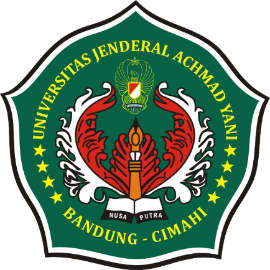 UNIVERSITAS JENDERAL ACHMAD YANI
NUSA PUTRA
BANDUNG - CIMAHI